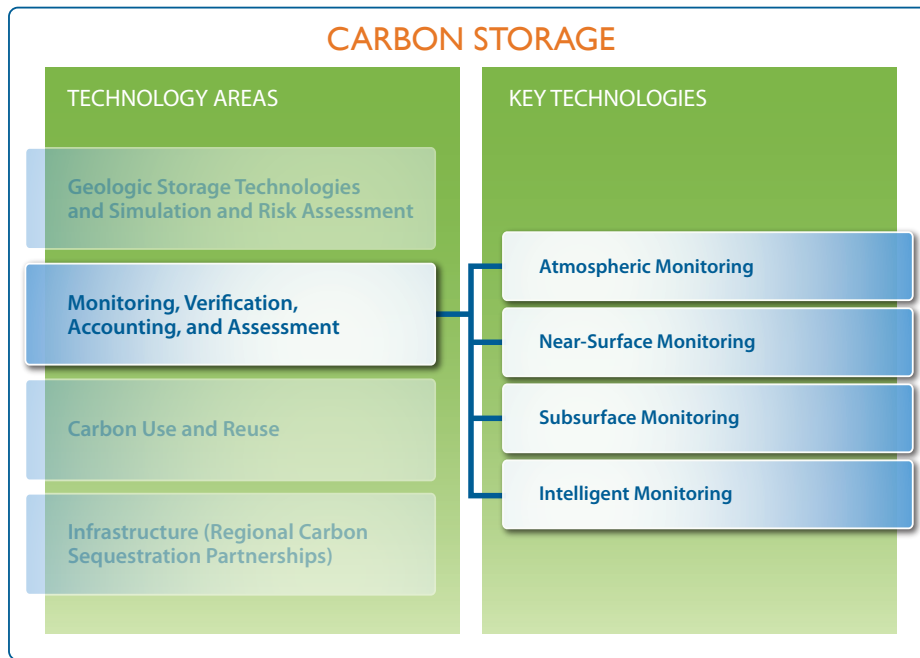 CARBON STORAGE
TECHNOLOGY AREAS
Geologic Storage Technologies
and Simulation and Risk Assessment
Monitoring, Verification,
Accounting, and Assessment
Carbon Use and Reuse
Infrastructure (Regional Carbon
Sequestration Partnerships)
KEY TECHNOLOGIES
Atmospheric Monitoring
Near-Surface Monitoring
Subsurface Monitoring
Intelligent Monitoring